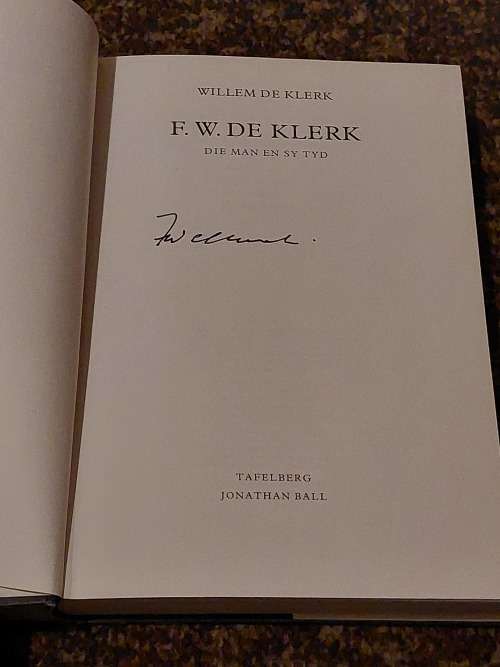 WILLEM DE KLERK
F. W. DE KLERK
DIE MAN EN SY TYD
TAFELBERG
JONATHAN BALL